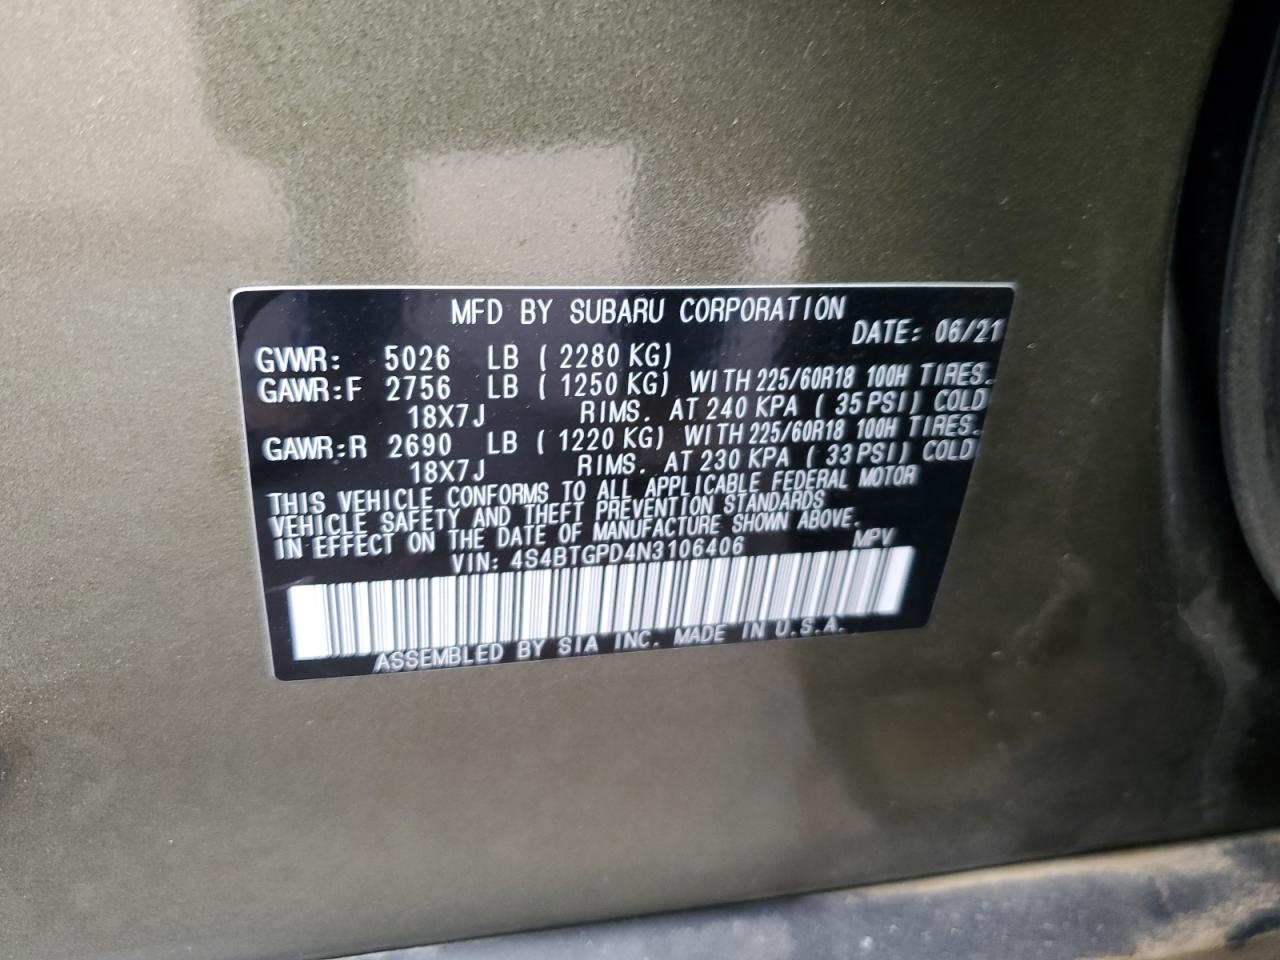 MFD BY SUBARU CORPORATION
DATE: 06/21
GVWR: 5026 LB ( 2280 KG)
GAWR:F 2756 LB ( 1250 KG) WITH 225/60R18 100H TIRES.
18X7J RIMS. AT 240 KPA ( 35 PSI) COLD
GAWR:R 2690 LB ( 1220 KG) WITH 225/60R18 100H TIRES.
18X7J RIMS. AT 230 KPA ( 33 PSI) COLD
THIS VEHICLE CONFORMS TO ALL APPLICABLE FEDERAL MOTOR
VEHICLE SAFETY AND THEFT PREVENTION STANDARDS
IN EFFECT ON THE DATE OF MANUFACTURE SHOWN ABOVE.
VIN: 4S4BTGPD4N3106406 MPV
ASSEMBLED BY SIA INC. MADE IN U.S.A.